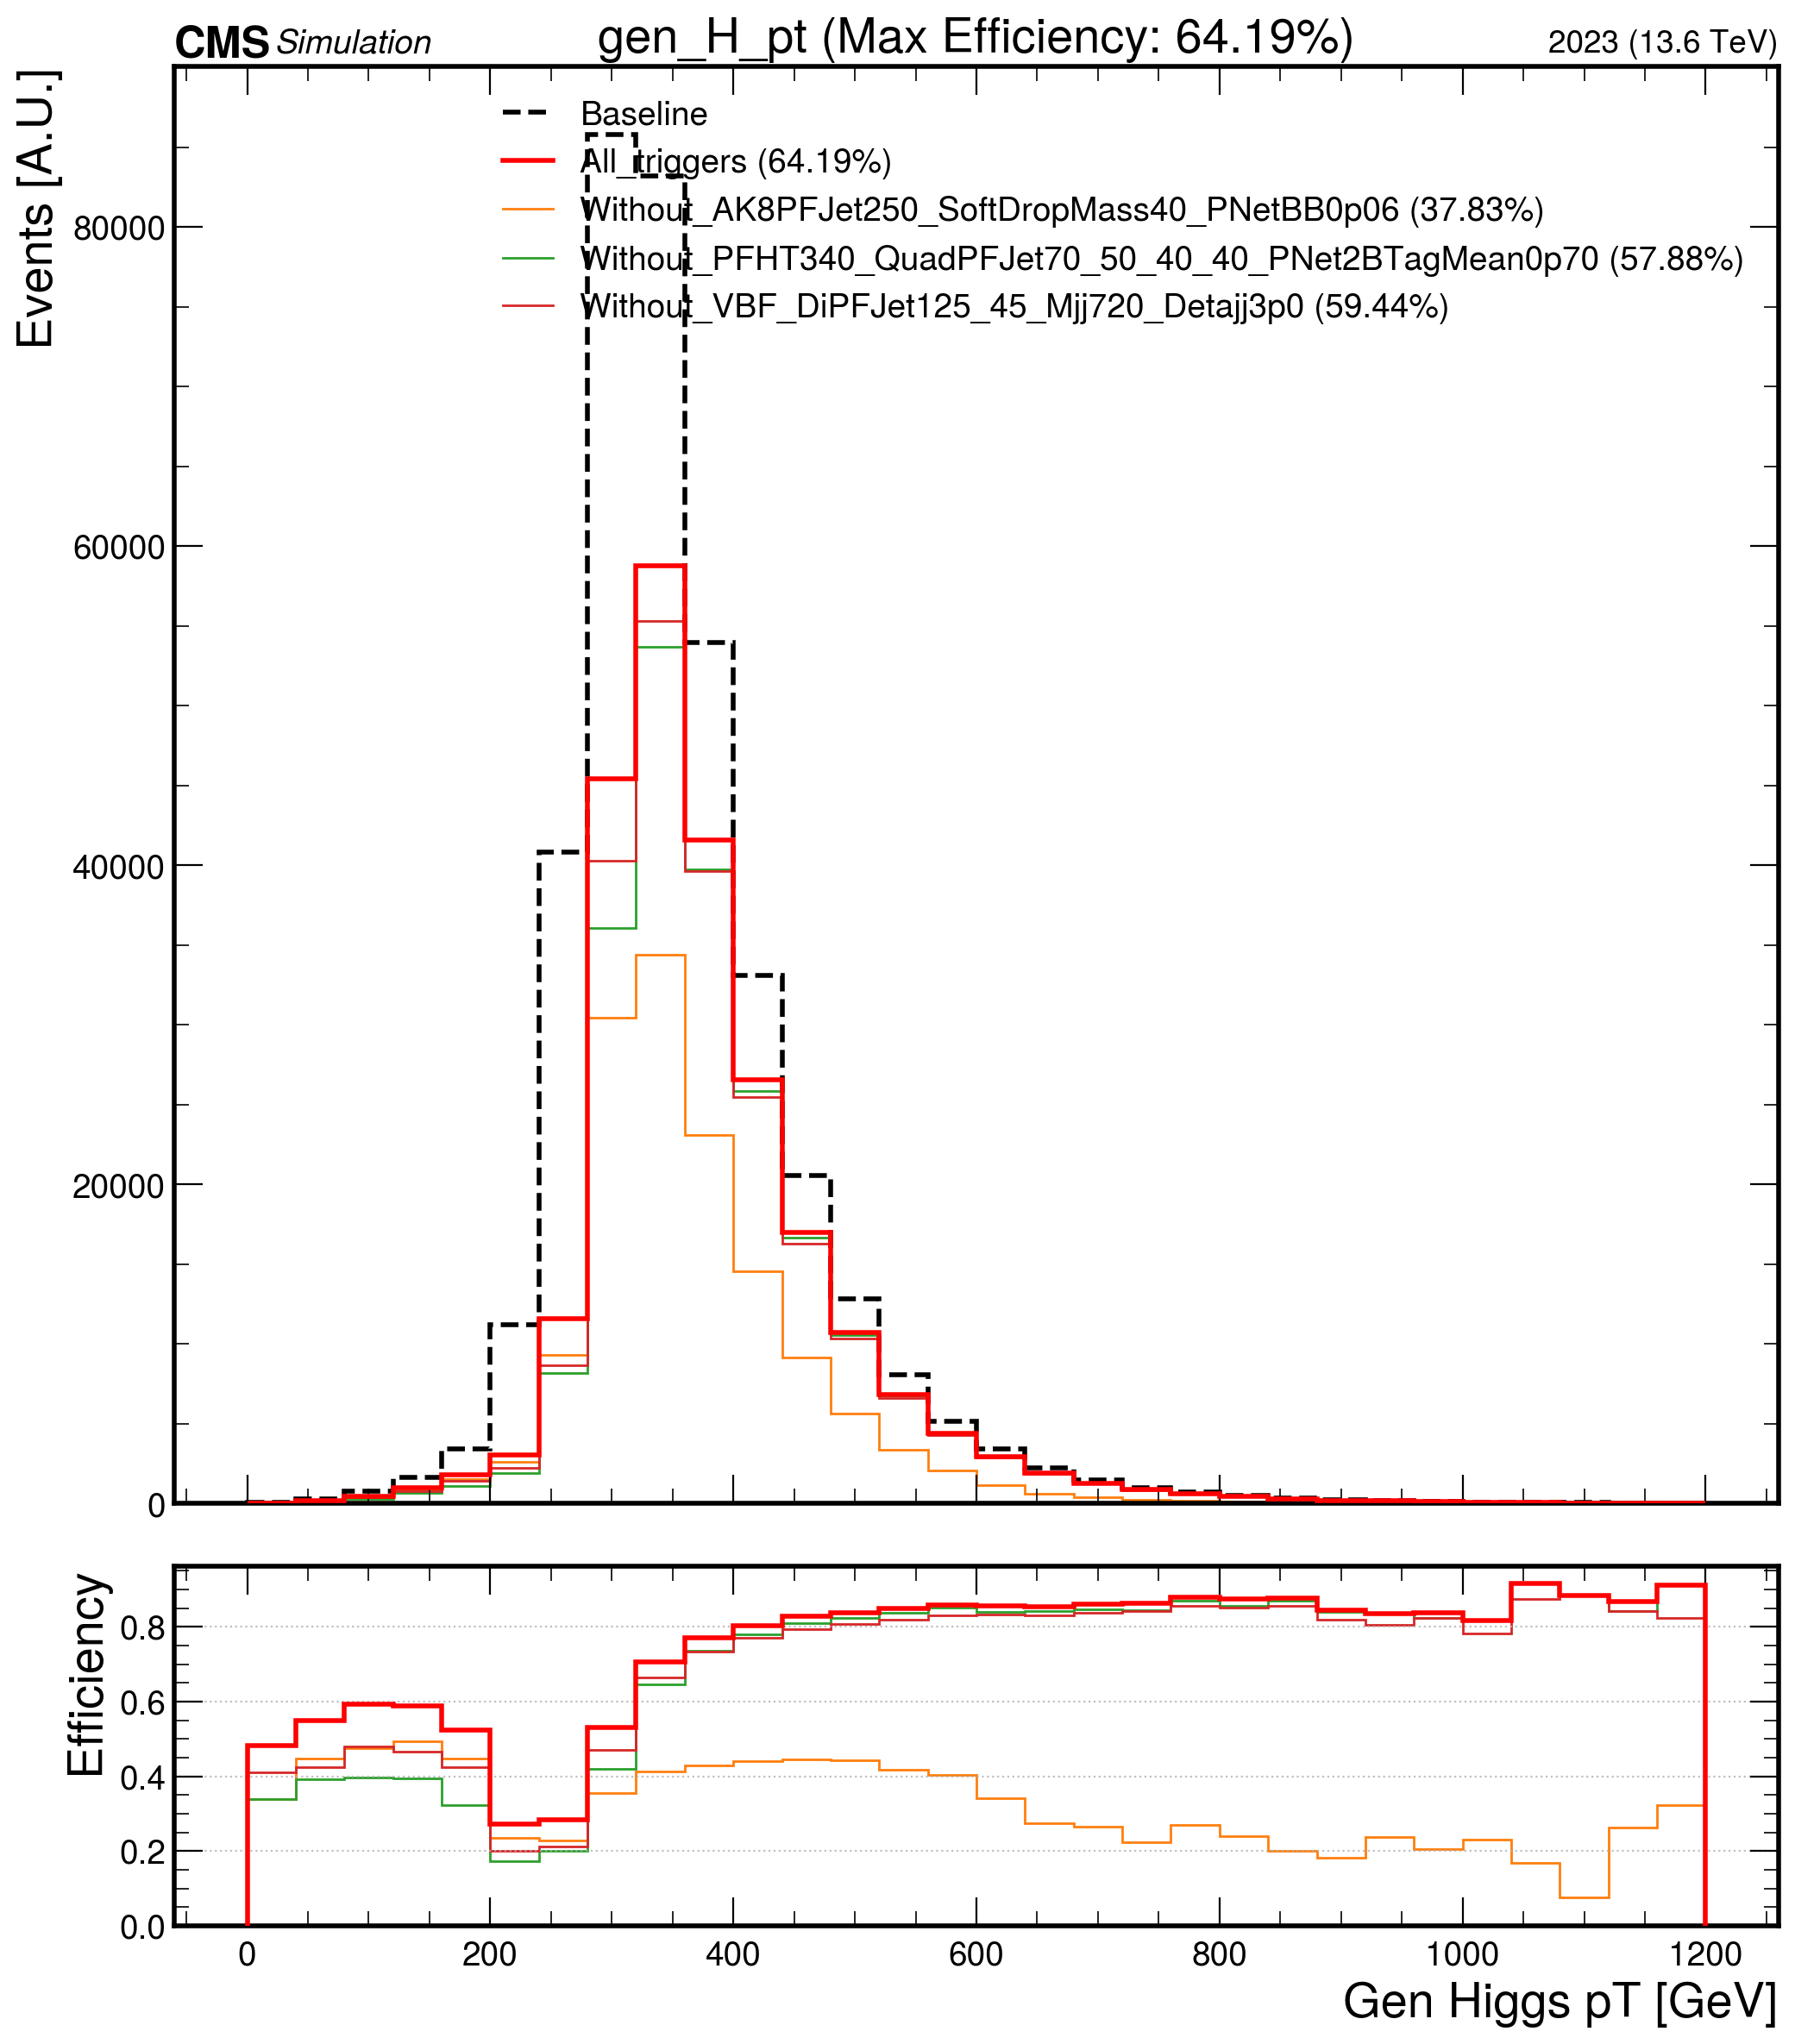 CMS Simulation
gen_H_pt (Max Efficiency: 64.19%)
2023 (13.6 TeV)
Events [A.U.]
Baseline
All_triggers (64.19%)
Without_AK8PFJet250_SoftDropMass40_PNetBB0p06 (37.83%)
Without_PFHT340_QuadPFJet70_50_40_40_PNet2BTagMean0p70 (57.88%)
Without_VBF_DiPFJet125_45_Mjj720_Detajj3p0 (59.44%)
80000
60000
40000
20000
0
Efficiency
0.8
0.6
0.4
0.2
0.0
0 200 400 600 800 1000 1200
Gen Higgs pT [GeV]